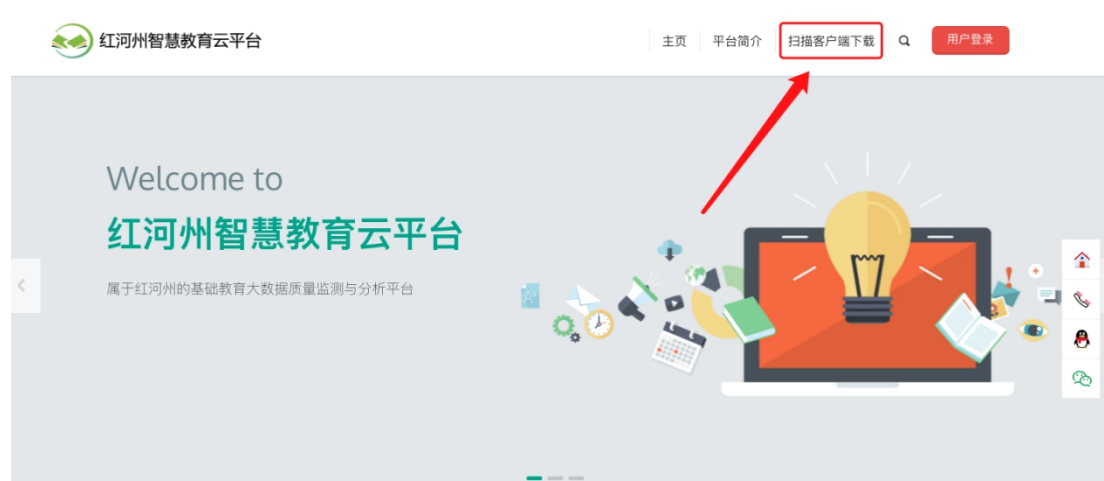 红河州智慧教育云平台
主页 平台简介 扫描客户端下载 用户登录
Welcome to
红河州智慧教育云平台
属于红河州的基础教育大数据质量监测与分析平台